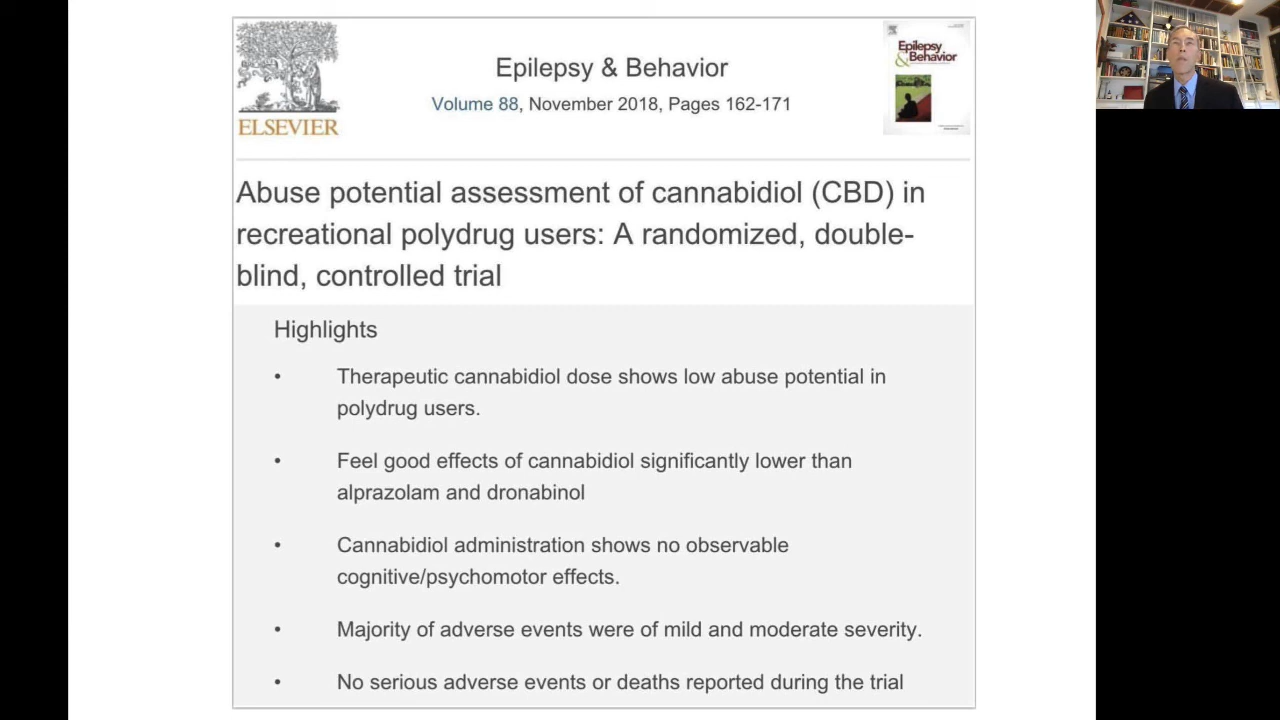 Epilepsy & Behavior
Volume 88, November 2018, Pages 162-171
ELSEVIER
Epilepsy
& Behavior
Abuse potential assessment of cannabidiol (CBD) in
recreational polydrug users: A randomized, double-
blind, controlled trial
Highlights
• Therapeutic cannabidiol dose shows low abuse potential in
polydrug users.
• Feel good effects of cannabidiol significantly lower than
alprazolam and dronabinol
• Cannabidiol administration shows no observable
cognitive/psychomotor effects.
• Majority of adverse events were of mild and moderate severity.
• No serious adverse events or deaths reported during the trial